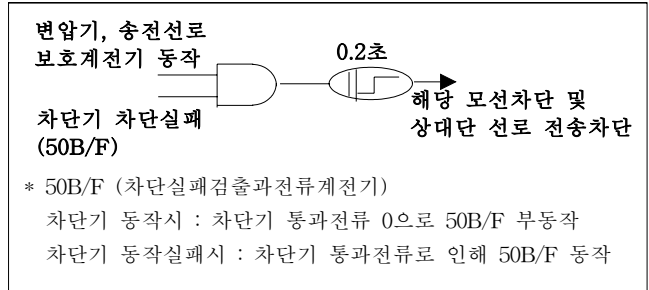 변압기, 송전선로
보호계전기 동작
0.2초
해당 모선차단 및
상대단 선로 전송차단
차단기 차단실패
(50B/F)
* 50B/F (차단실패검출과전류계전기)
차단기 동작시 : 차단기 통과전류 0으로 50B/F 부동작
차단기 동작실패시 : 차단기 통과전류로 인해 50B/F 동작